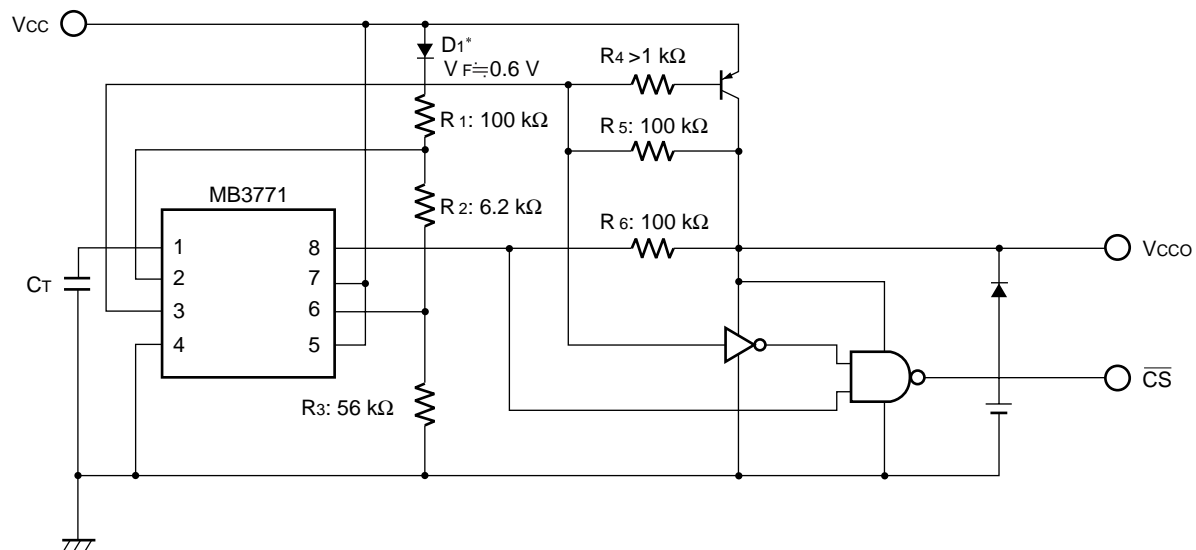 VCC
D1*
VF≒0.6 V
R4 >1 kΩ
R1: 100 kΩ
R5: 100 kΩ
MB3771
R2: 6.2 kΩ
R6: 100 kΩ
1
8
VCCO
2
7
CT
3
6
4
5
CS
R3: 56 kΩ